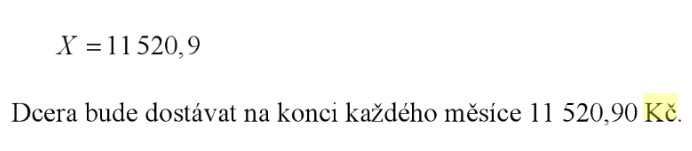 X = 11 520,9
Dcera bude dostávat na konci každého měsíce 11 520,90 Kč.